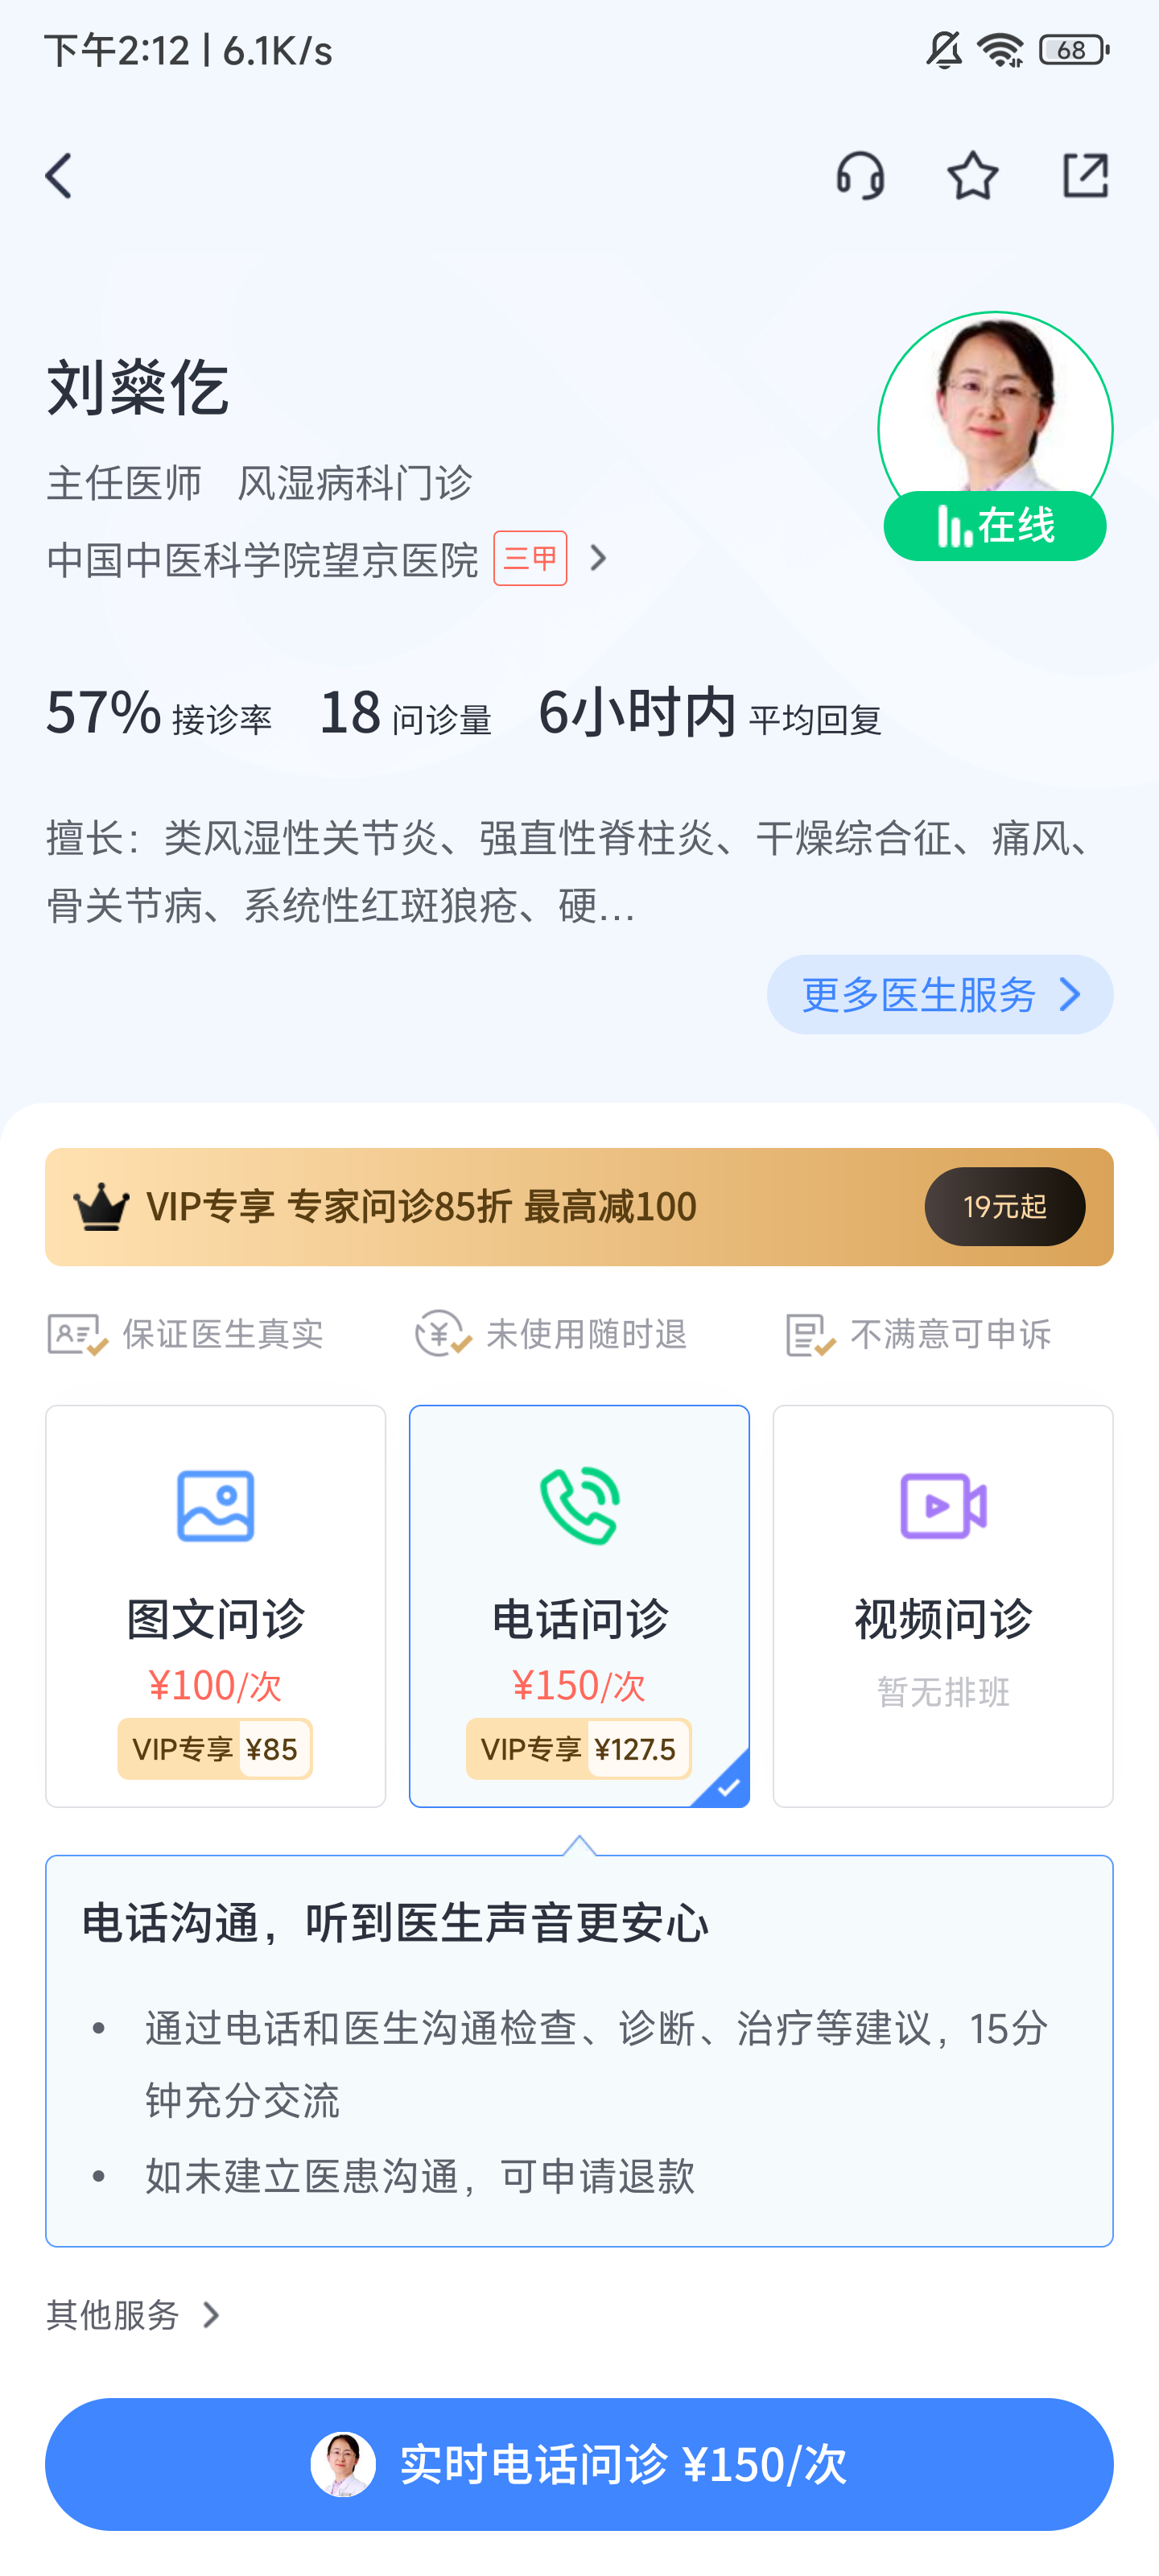 下午2:12 | 6.1K/s
68
刘燊仡
主任医师 风湿病科门诊
中国中医科学院望京医院 三甲
在线
57% 接诊率 18 问诊量 6小时内 平均回复
擅长：类风湿性关节炎、强直性脊柱炎、干燥综合征、痛风、
骨关节病、系统性红斑狼疮、硬...
更多医生服务
VIP专享 专家问诊85折 最高减100
19元起
保证医生真实
未使用随时退
不满意可申诉
图文问诊
¥100/次
VIP专享 ¥85
电话问诊
¥150/次
VIP专享 ¥127.5
视频问诊
暂无排班
电话沟通，听到医生声音更安心
• 通过电话和医生沟通检查、诊断、治疗等建议，15分
钟充分交流
• 如未建立医患沟通，可申请退款
其他服务
实时电话问诊 ¥150/次